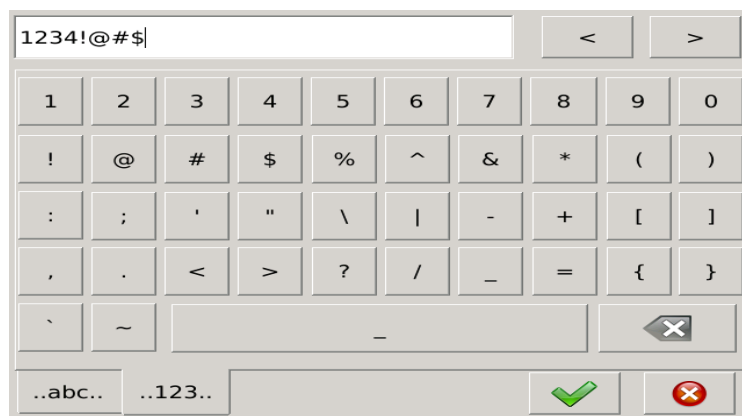 1234!@#$ < >
1 2 3 4 5 6 7 8 9 0
! @ # $ % ^ & * ( )
: ; ' " \ | - + [ ]
, . < > ? / _ = { }
` ~ _
..abc.. ..123..